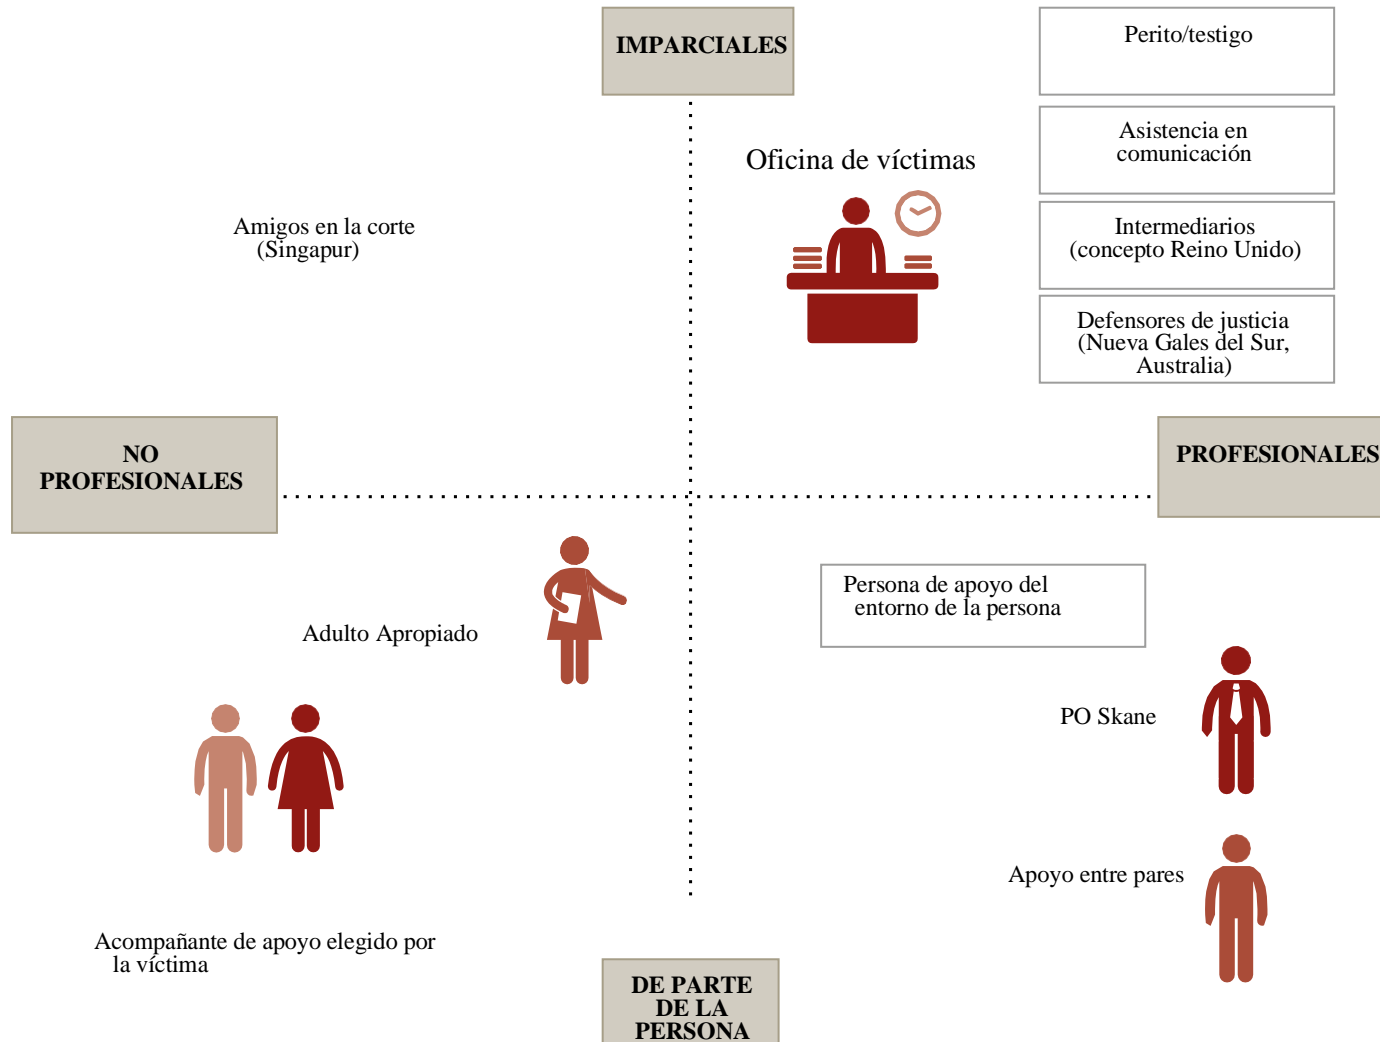 IMPARCIALES
Perito/testigo
Asistencia en
comunicación
Oficina de víctimas
Amigos en la corte
(Singapur)
Intermediarios
(concepto Reino Unido)
Defensores de justicia
(Nueva Gales del Sur,
Australia)
NO
PROFESIONALES
PROFESIONALES
Persona de apoyo del
entorno de la persona
Adulto Apropiado
PO Skane
Apoyo entre pares
Acompañante de apoyo elegido por
la víctima
DE PARTE
DE LA
PERSONA